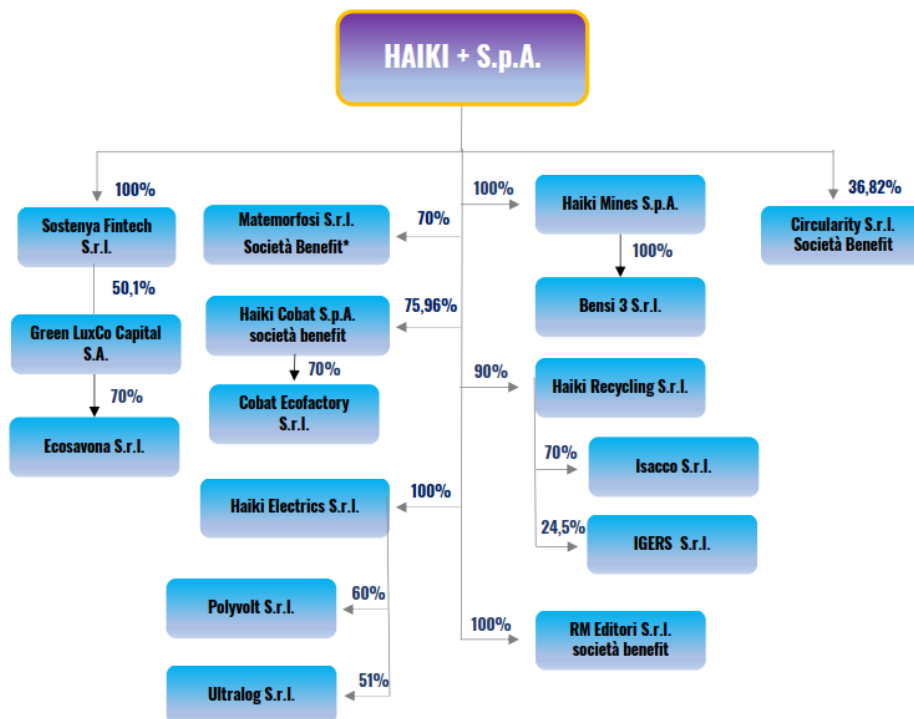 HAIKI + S.p.A.
100%
Sostenya Fintech
S.r.l.
50,1%
Green LuxCo Capital
S.A.
70%
Ecosavona S.r.l.
Matemorfosi S.r.l.
Società Benefit*
70%
Haiki Cobat S.p.A.
società benefit
75,96%
70%
Cobat Ecofactory
S.r.l.
Haiki Electrics S.r.l.
100%
Polyvolt S.r.l.
60%
Ultralog S.r.l.
51%
100%
Haiki Mines S.p.A.
100%
Bensi 3 S.r.l.
90%
Haiki Recycling S.r.l.
70%
Isacco S.r.l.
24,5%
IGERS S.r.l.
100%
RM Editori S.r.l.
società benefit
36,82%
Circularity S.r.l.
Società Benefit